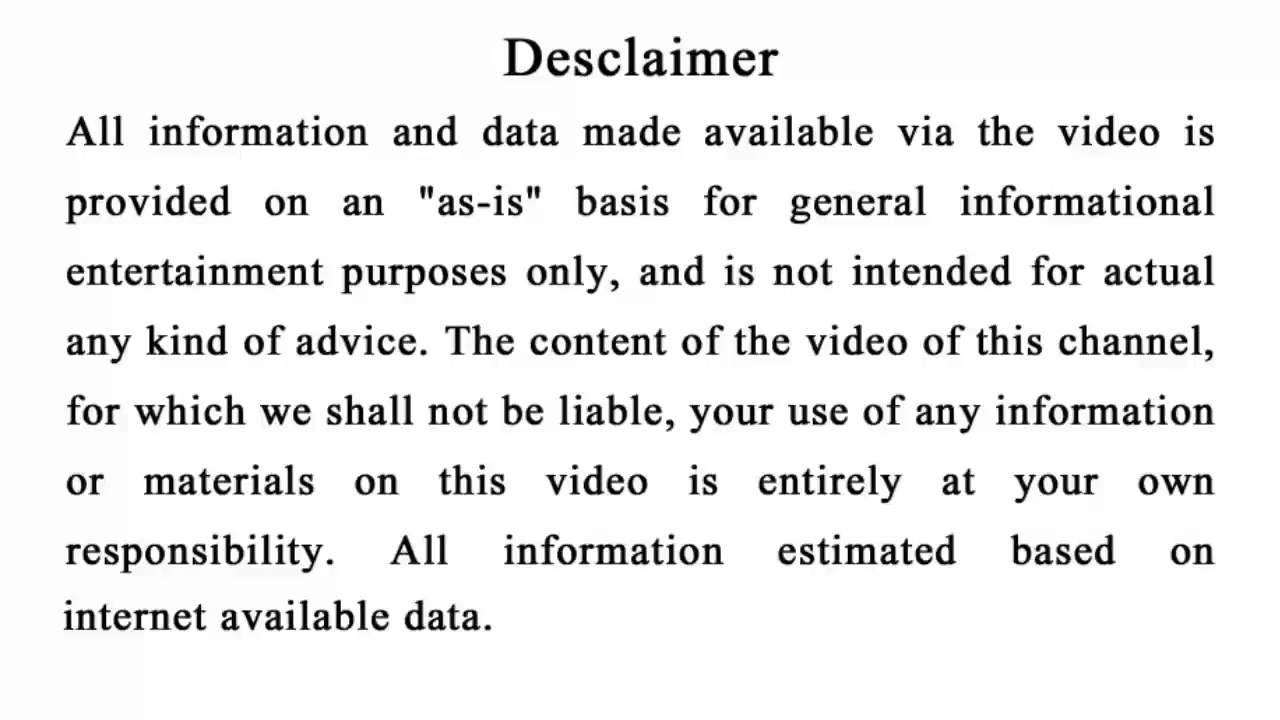 Desclaimer
All information and data made available via the video is
provided on an "as-is" basis for general informational
entertainment purposes only, and is not intended for actual
any kind of advice. The content of the video of this channel,
for which we shall not be liable, your use of any information
or materials on this video is entirely at your own
responsibility. All information estimated based on
internet available data.